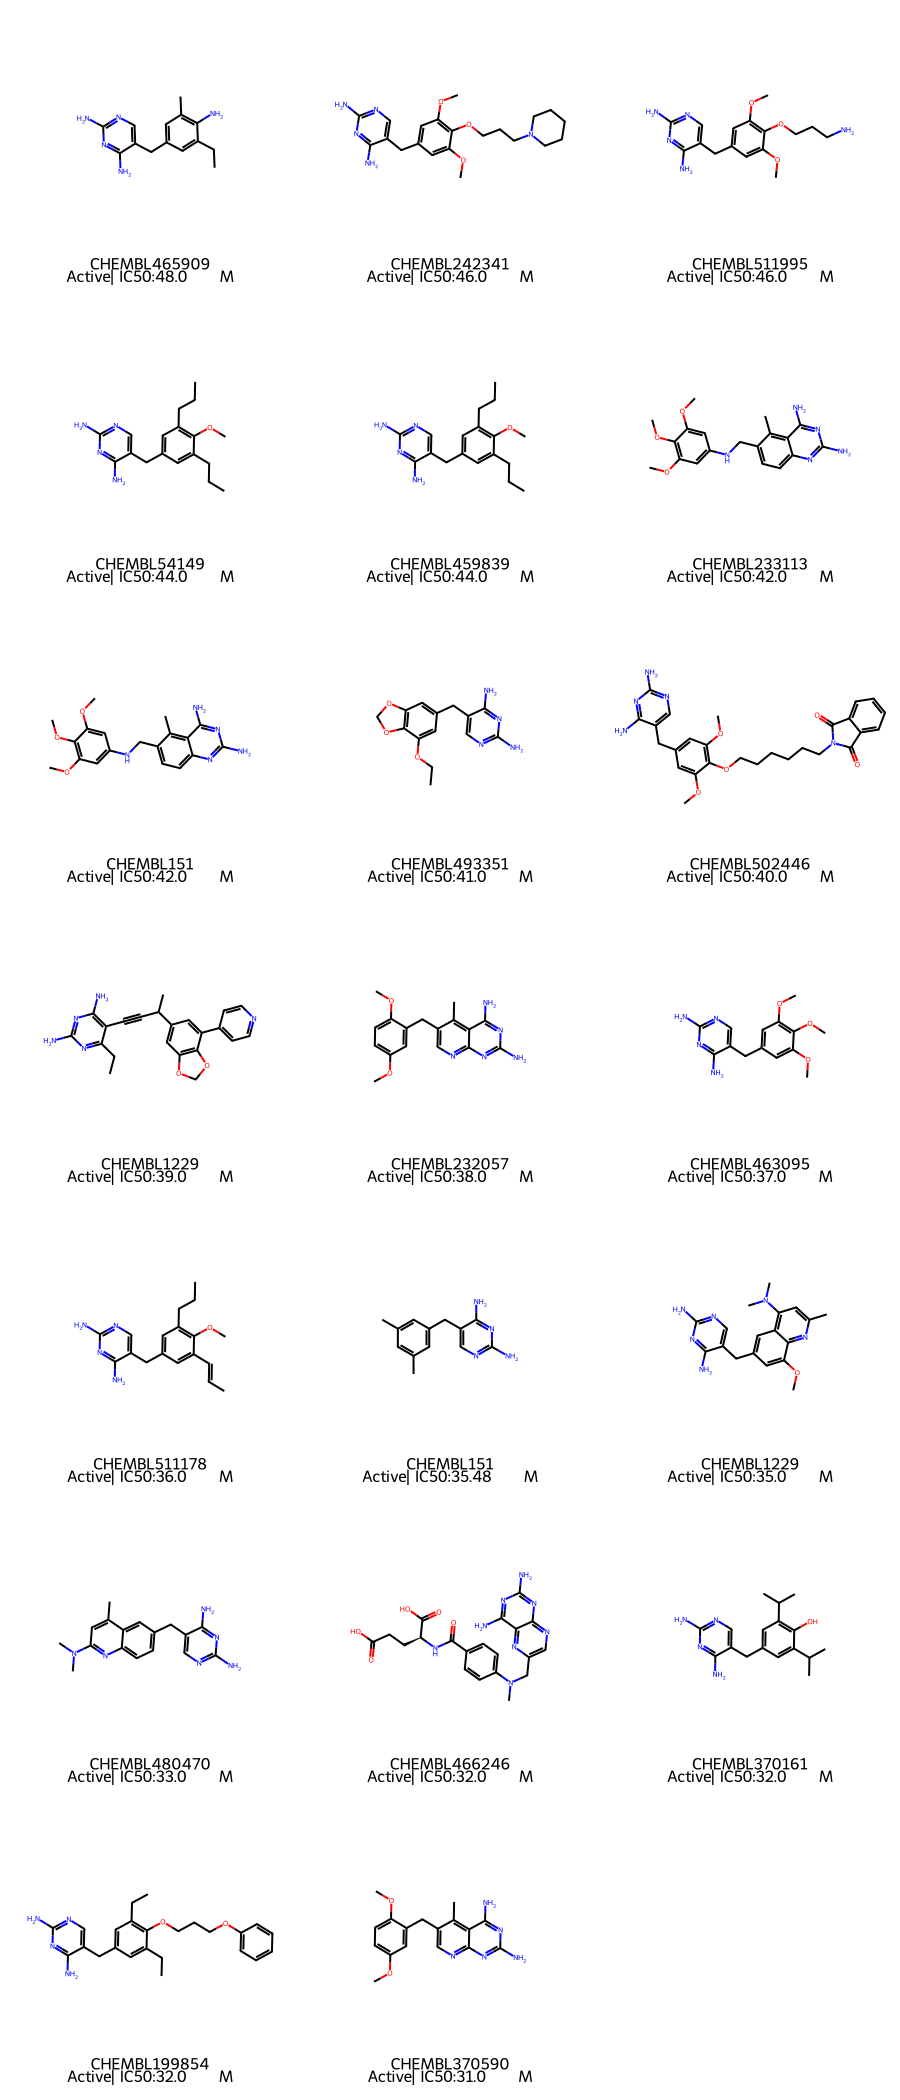 CHEMBL465909
Active| IC50:48.0 M
CHEMBL242341
Active| IC50:46.0 M
CHEMBL511995
Active| IC50:46.0 M
CHEMBL54149
Active| IC50:44.0 M
CHEMBL459839
Active| IC50:44.0 M
CHEMBL233113
Active| IC50:42.0 M
CHEMBL151
Active| IC50:42.0 M
CHEMBL493351
Active| IC50:41.0 M
CHEMBL502446
Active| IC50:40.0 M
CHEMBL1229
Active| IC50:39.0 M
CHEMBL232057
Active| IC50:38.0 M
CHEMBL463095
Active| IC50:37.0 M
CHEMBL511178
Active| IC50:36.0 M
CHEMBL151
Active| IC50:35.48 M
CHEMBL1229
Active| IC50:35.0 M
CHEMBL480470
Active| IC50:33.0 M
CHEMBL466246
Active| IC50:32.0 M
CHEMBL370161
Active| IC50:32.0 M
CHEMBL199854
Active| IC50:32.0 M
CHEMBL370590
Active| IC50:31.0 M